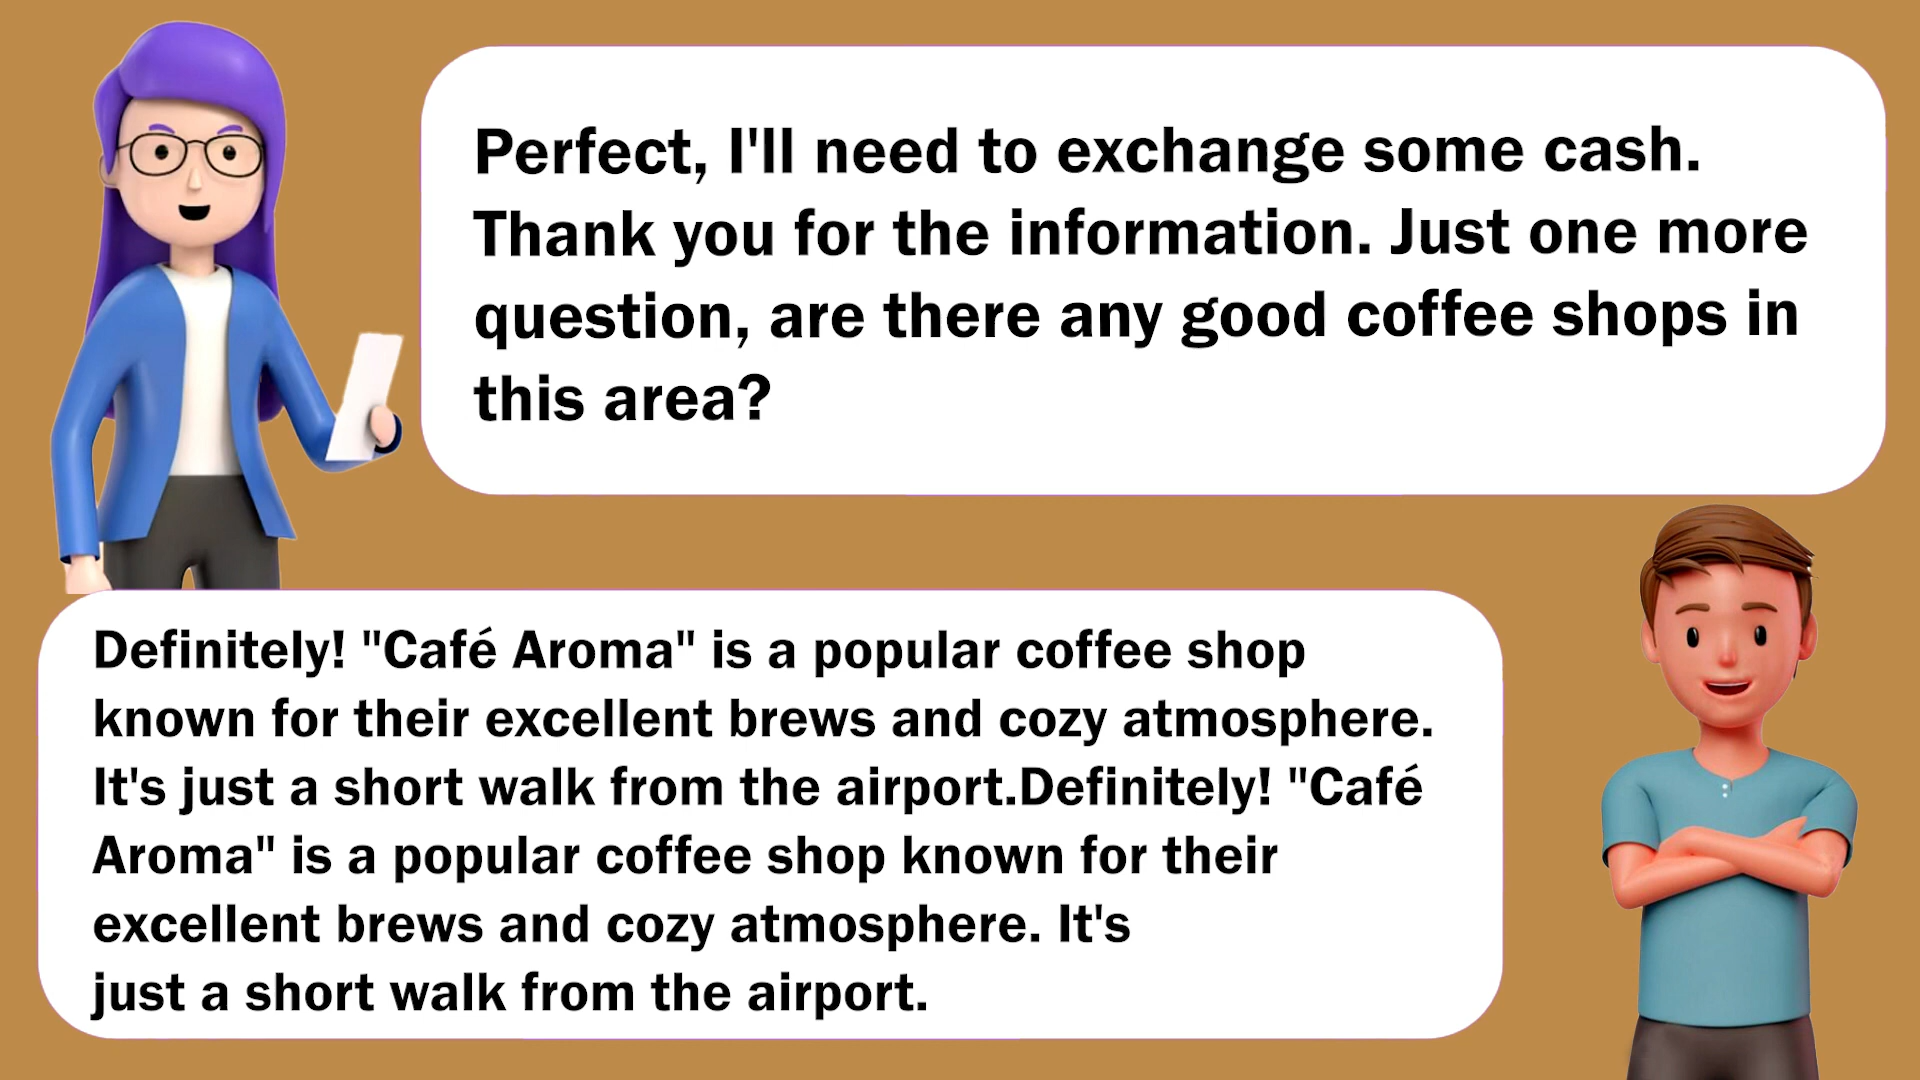 Perfect, I'll need to exchange some cash.
Thank you for the information. Just one more
question, are there any good coffee shops in
this area?
Definitely! "Café Aroma" is a popular coffee shop
known for their excellent brews and cozy atmosphere.
It's just a short walk from the airport.Definitely! "Café
Aroma" is a popular coffee shop known for their
excellent brews and cozy atmosphere. It's
just a short walk from the airport.